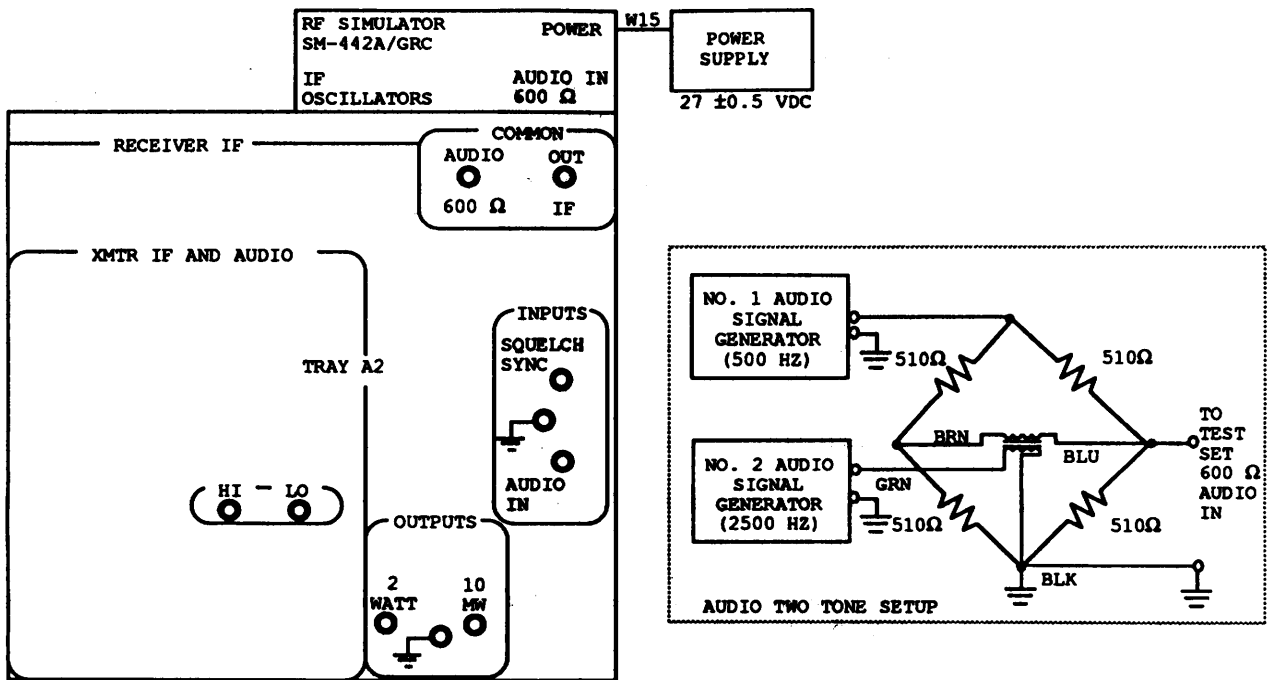 RF SIMULATOR
SM-442A/GRC
POWER
IF
OSCILLATORS
AUDIO IN
600 Ω
W15
POWER
SUPPLY
27 ±0.5 VDC
RECEIVER IF
COMMON
AUDIO
OUT
600 Ω
IF
XMTR IF AND AUDIO
TRAY A2
INPUTS
SQUELCH
SYNC
AUDIO
IN
HI - LO
OUTPUTS
2
WATT
10
MW
NO. 1 AUDIO
SIGNAL
GENERATOR
(500 HZ)
510Ω
510Ω
BRN
BLU
NO. 2 AUDIO
SIGNAL
GENERATOR
(2500 HZ)
GRN
510Ω
510Ω
BLK
TO
TEST
SET
600 Ω
AUDIO
IN
AUDIO TWO TONE SETUP